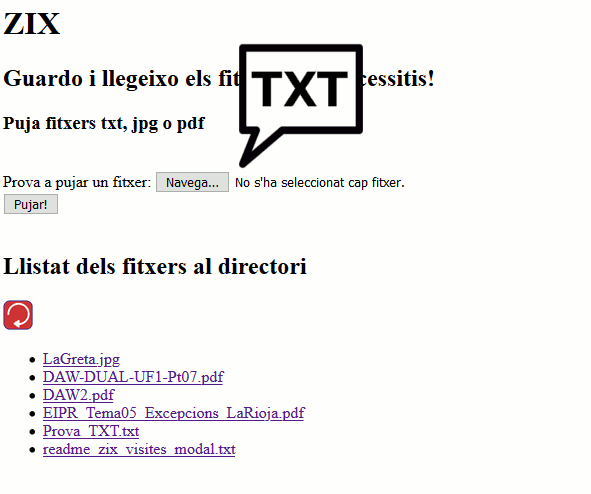 ZIX
TXT
Guardo i llegeixo els cessitis!
Puja fitxers txt, jpg o pdf
Prova a pujar un fitxer: Navega... No s'ha seleccionat cap fitxer.
Pujar!
Llistat dels fitxers al directori
LaGreta.jpg
DAW-DUAL-UF1-Pt07.pdf
DAW2.pdf
EIPR_Tema05_Excepcions_LaRioja.pdf
Prova_TXT.txt
readme_zix_visites_modal.txt